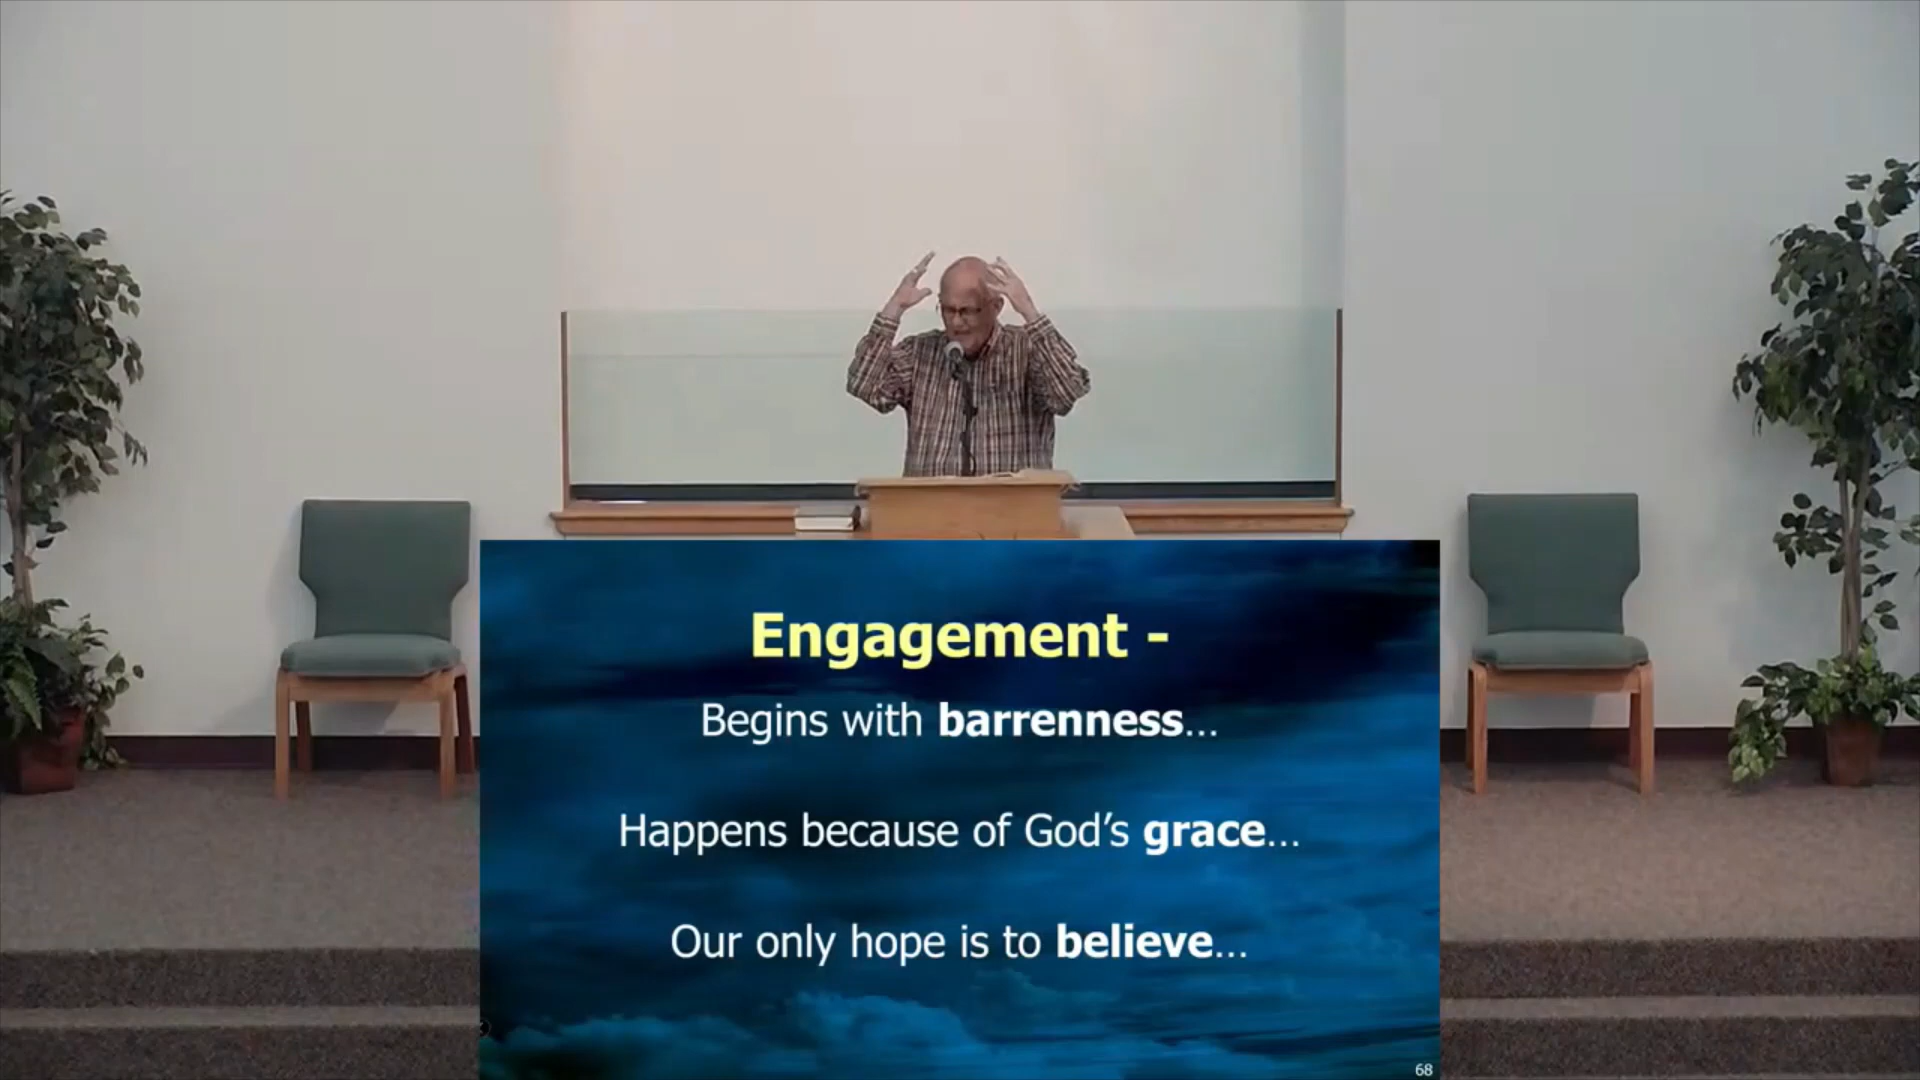 Engagement -
Begins with barrenness…
Happens because of God’s grace…
Our only hope is to believe…
68